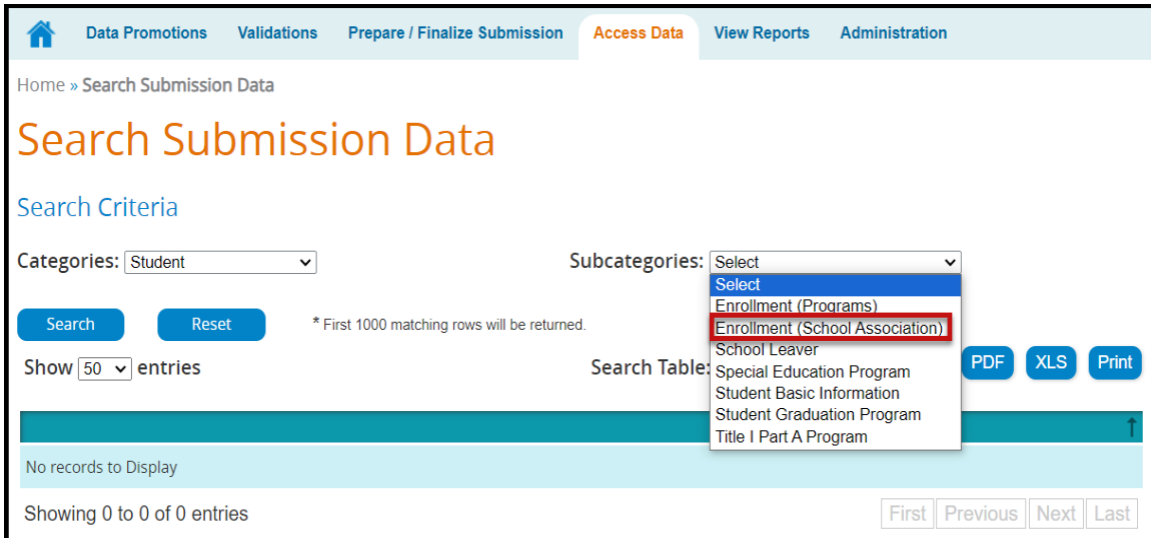 Data Promotions Validations Prepare / Finalize Submission Access Data View Reports Administration
Home » Search Submission Data
Search Submission Data
Search Criteria
Categories: Student Subcategories: Select
Select
Enrollment (Programs)
Search Reset * First 1000 matching rows will be returned. Enrollment (School Association)
School Leaver
Show 50 entries Search Table: Special Education Program PDF XLS Print
Student Basic Information
Student Graduation Program
Title I Part A Program
No records to Display
Showing 0 to 0 of 0 entries First Previous Next Last